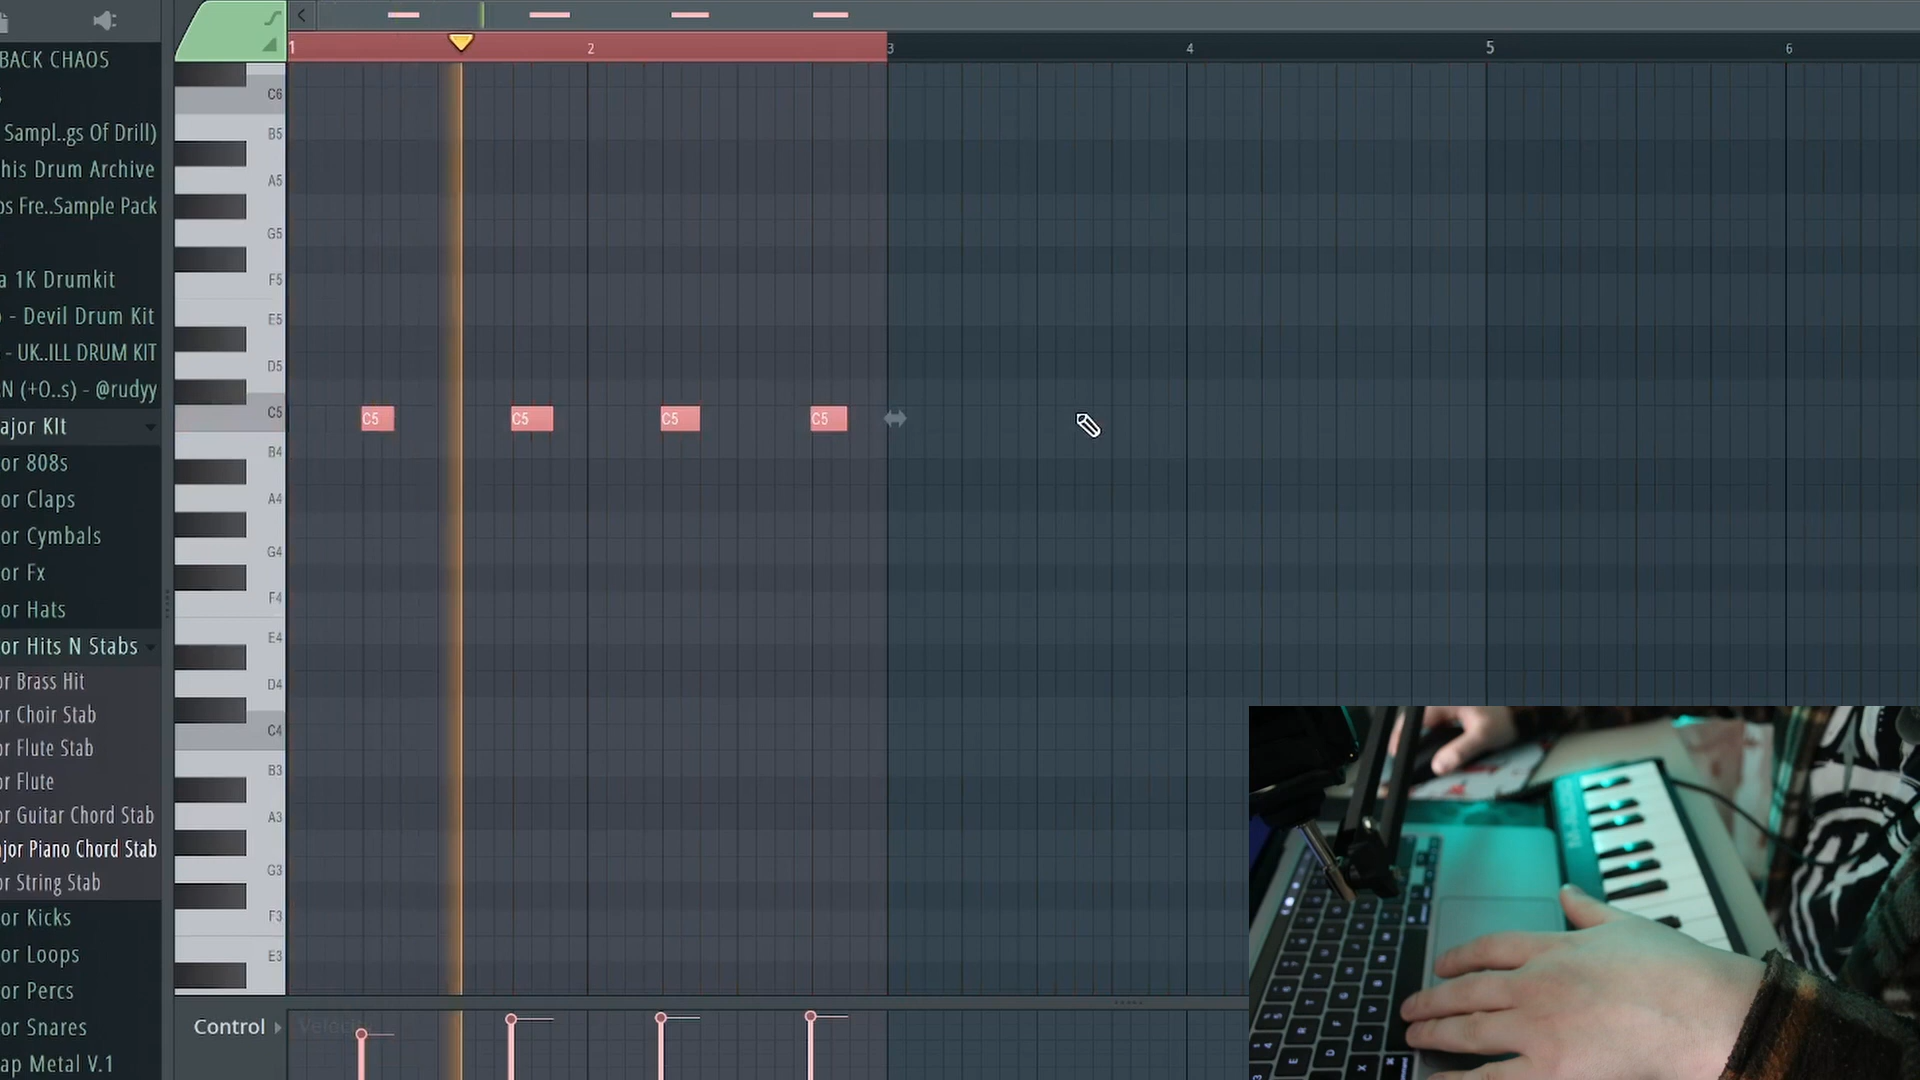 BACK CHAOS
Sampl..gs Of Drill)
his Drum Archive
os Fre..Sample Pack
a 1K Drumkit
- Devil Drum Kit
- UK..ILL DRUM KIT
N (+O..s) - @rudyy
ajor KIt
or 808s
or Claps
or Cymbals
or Fx
or Hats
or Hits N Stabs
or Brass Hit
or Choir Stab
or Flute Stab
or Flute
or Guitar Chord Stab
ajor Piano Chord Stab
or String Stab
or Kicks
or Loops
or Percs
or Snares
ap Metal V.1
1 2 3 4 5 6
C6
B5
A5
G5
F5
E5
D5
C5
C5 C5 C5 C5
B4
A4
G4
F4
E4
D4
C4
B3
A3
G3
F3
E3
Control
Velocity